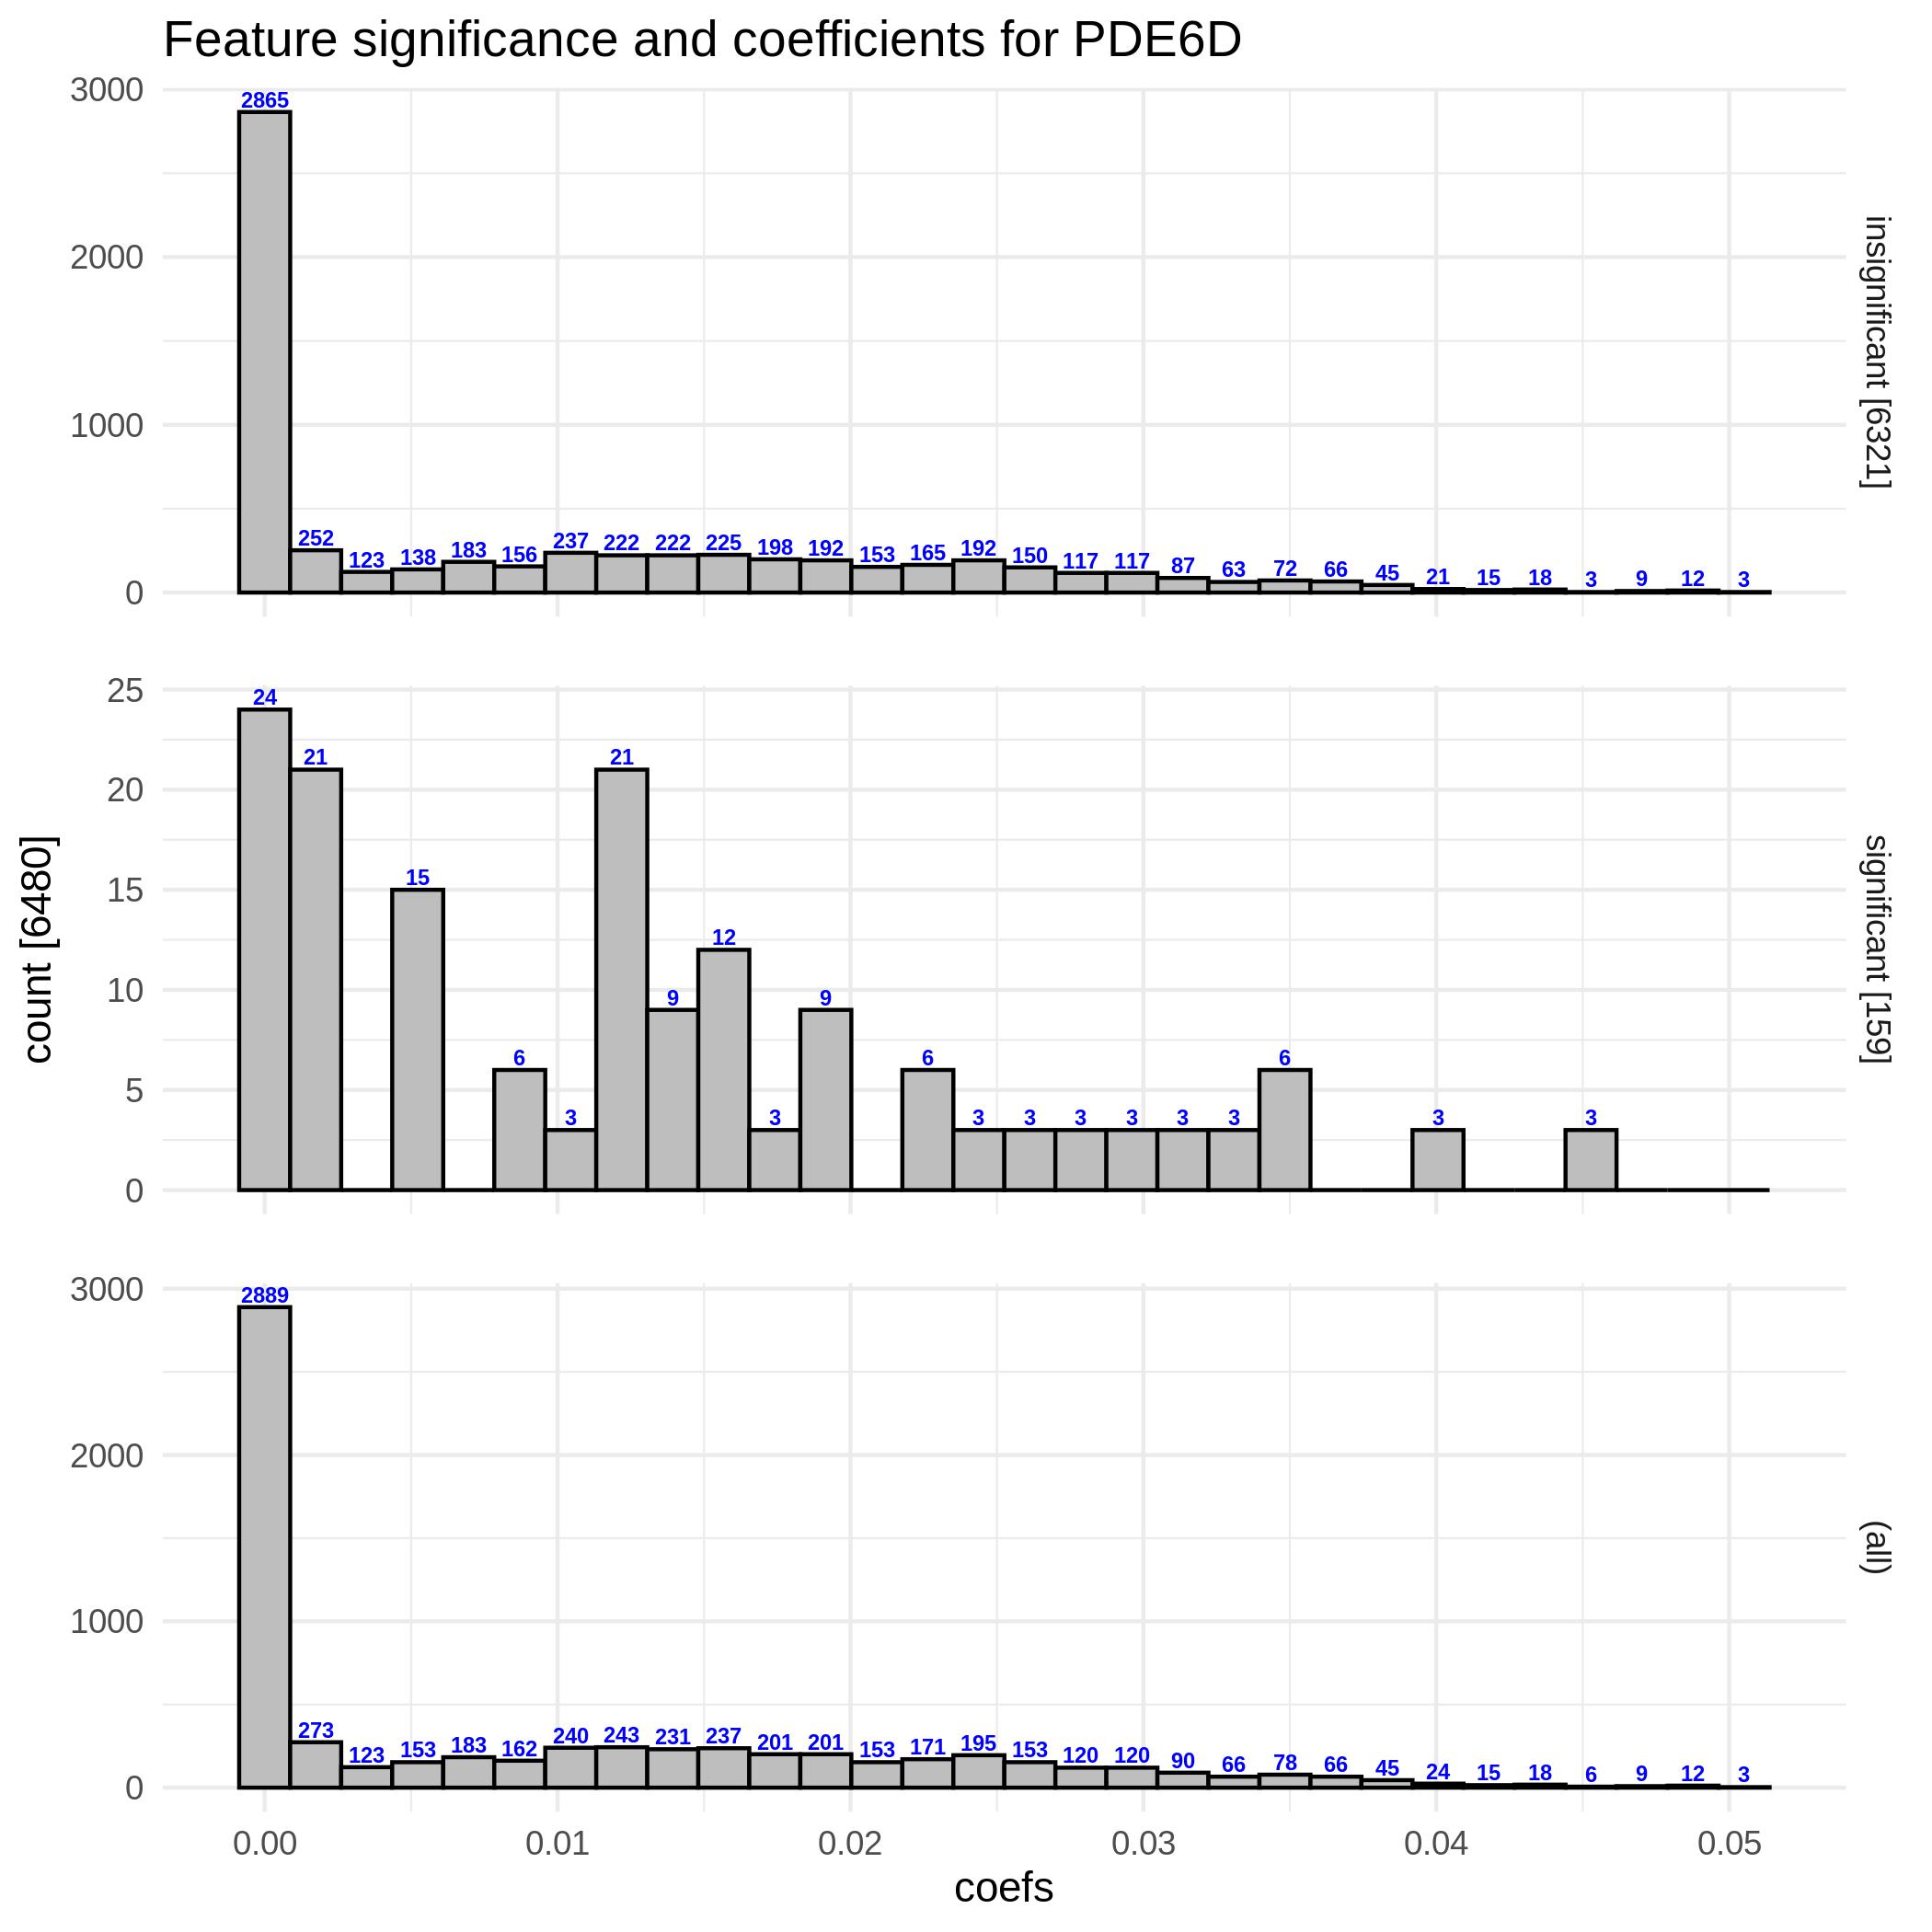 Feature significance and coefficients for PDE6D
3000
2000
1000
0
2865 252 123 138 183 156 237 222 222 225 198 192 153 165 192 150 117 117 87 63 72 66 45 21 15 18 3 9 12 3
insignificant [6321]
25
20
15
10
5
0
24 21 15 6 3 21 9 12 3 9 6 3 3 3 3 3 3 6 3 3
significant [159]
count [6480]
3000
2000
1000
0
2889 273 123 153 183 162 240 243 231 237 201 201 153 171 195 153 120 120 90 66 78 66 45 24 15 18 6 9 12 3
(all)
0.00 0.01 0.02 0.03 0.04 0.05
coefs